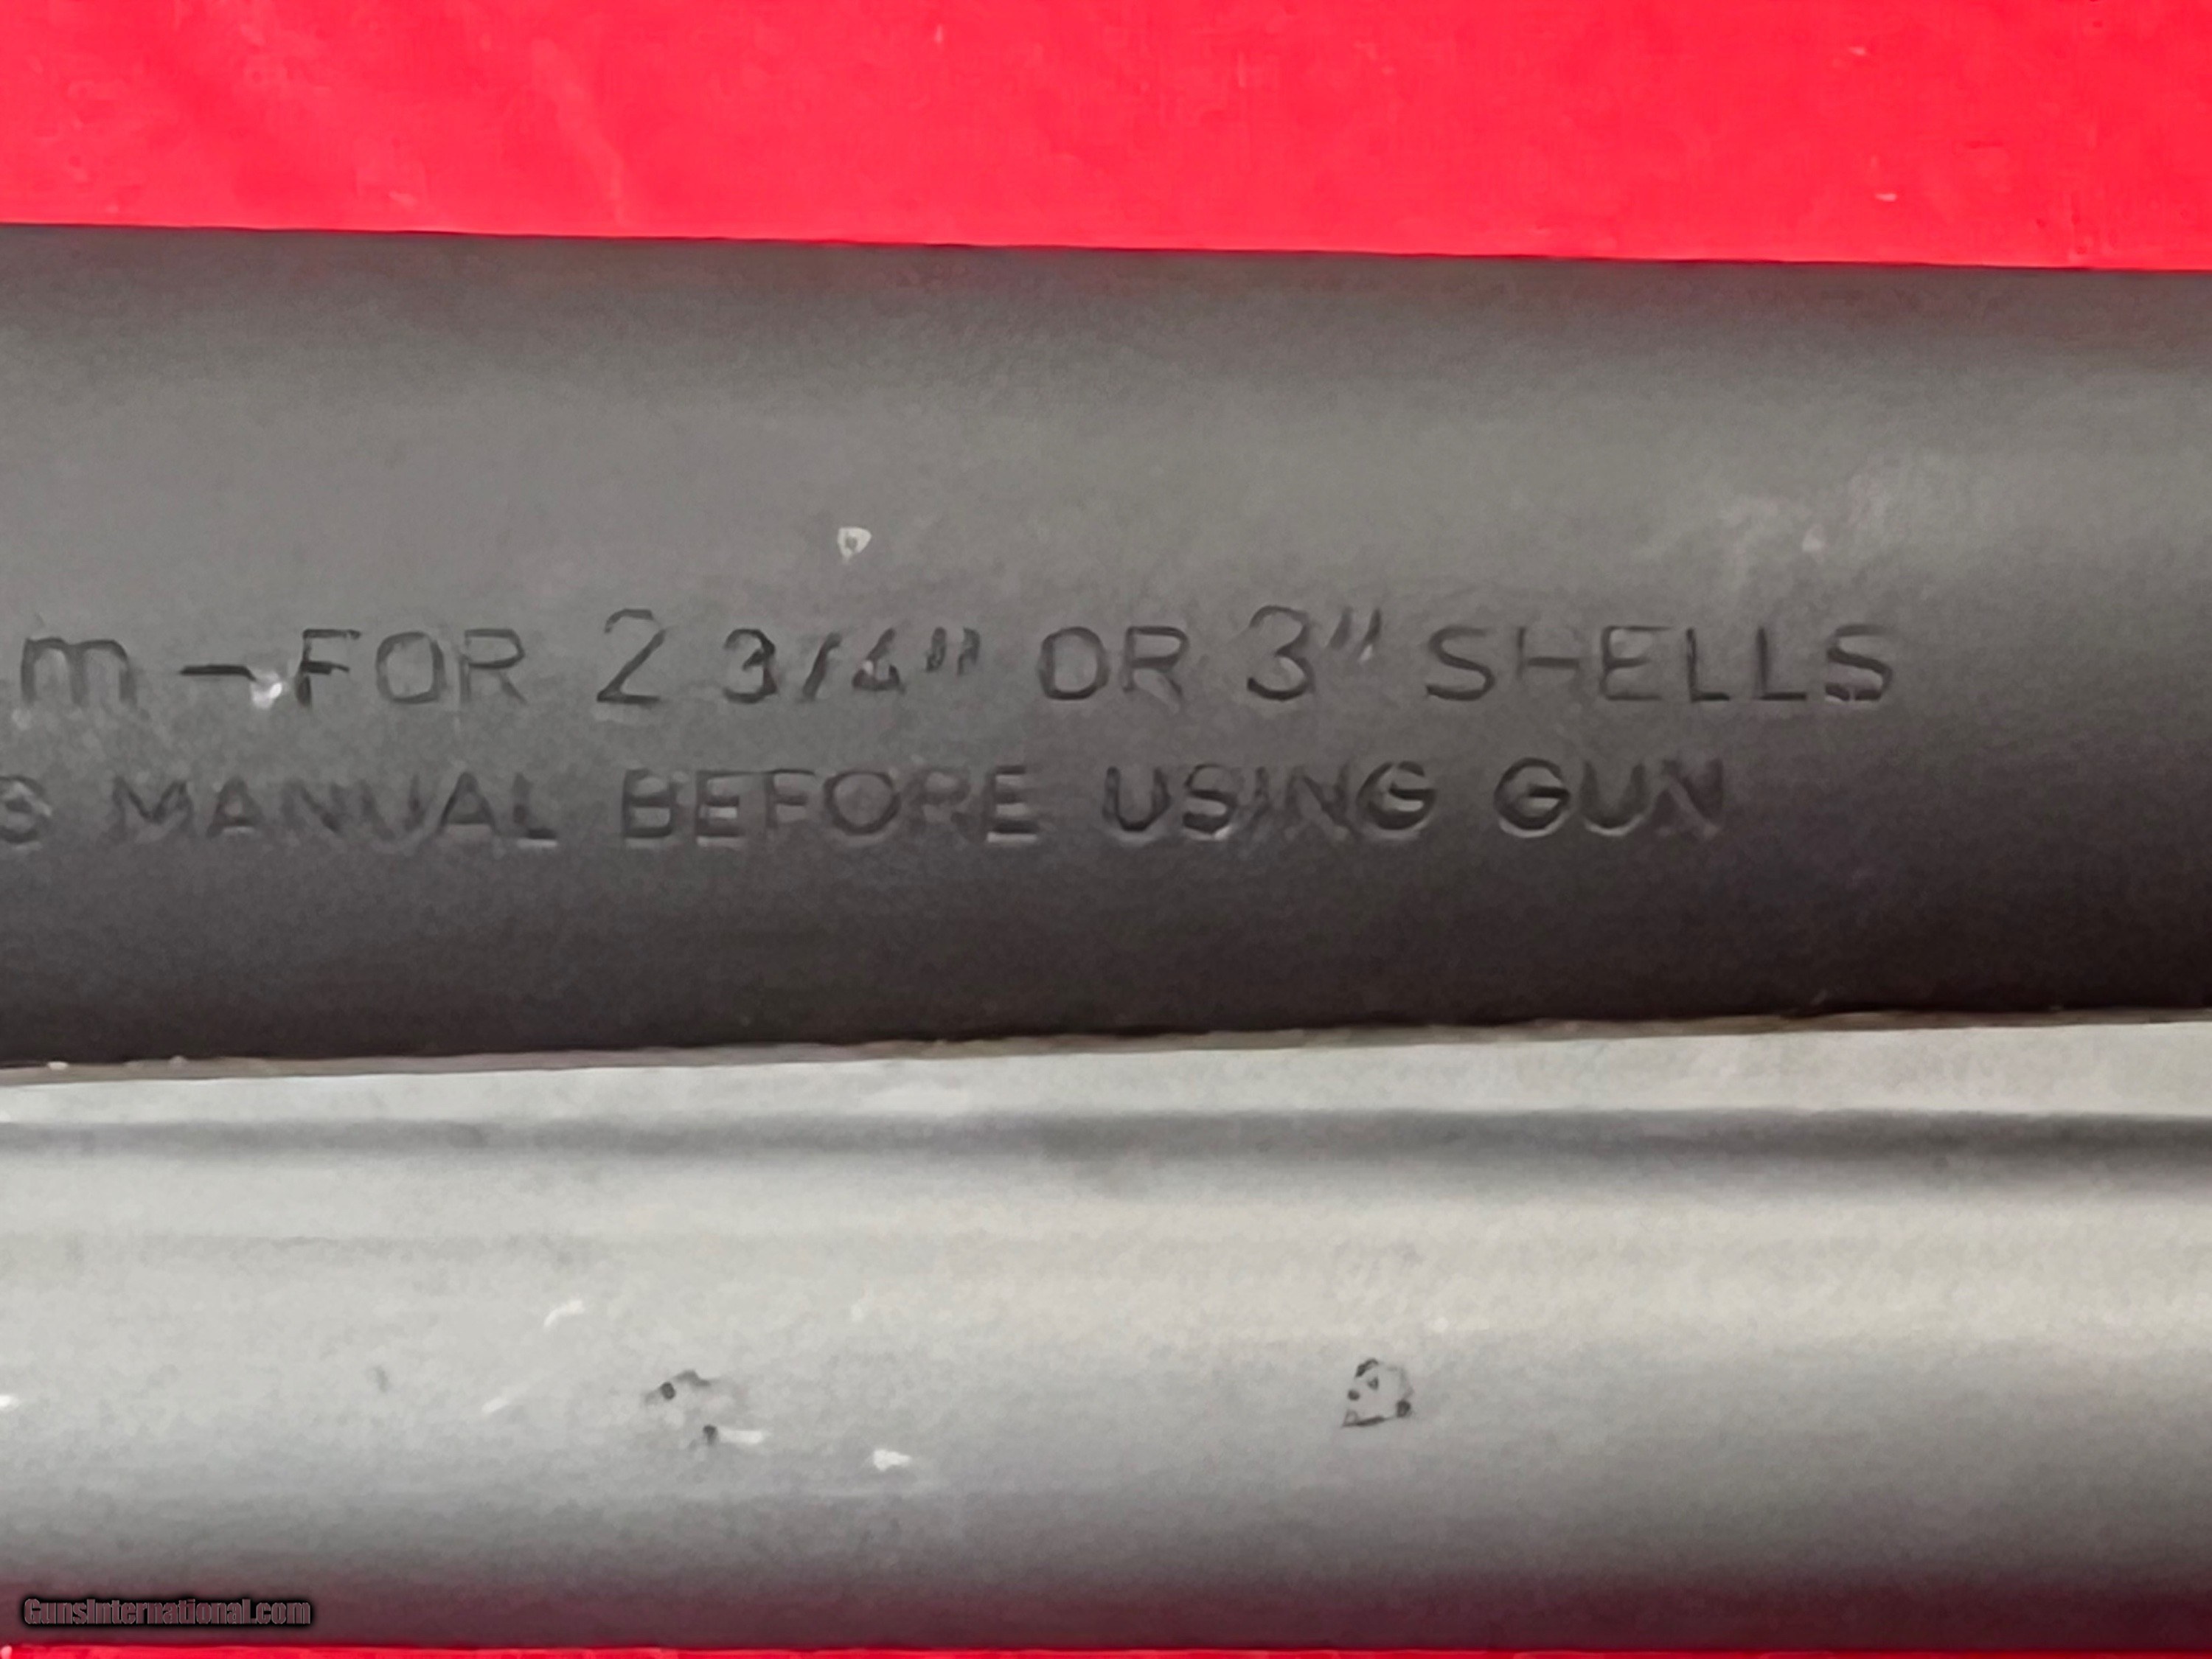 m - FOR 2 3/4" OR 3" SHELLS
S MANUAL BEFORE USING GUN
GunsInternational.com